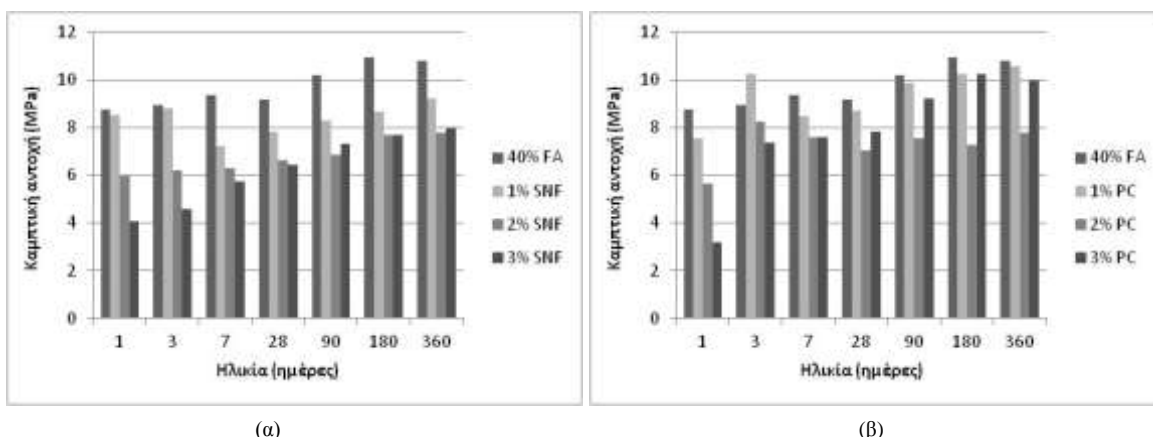 12
10
8
6
4
2
0
Καμπτική αντοχή (MPa)
1 3 7 28 90 180 360
Ηλικία (ημέρες)
40% FA
1% SNF
2% SNF
3% SNF
(α)
12
10
8
6
4
2
0
Καμπτική αντοχή (MPa)
1 3 7 28 90 180 360
Ηλικία (ημέρες)
40% FA
1% PC
2% PC
3% PC
(β)